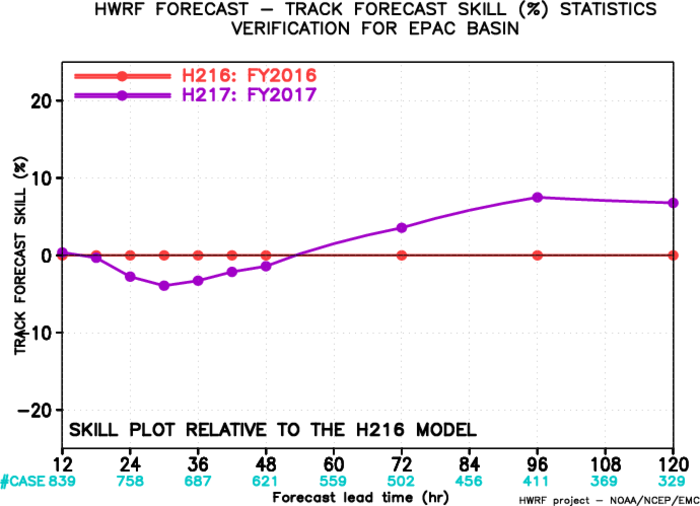 HWRF FORECAST – TRACK FORECAST SKILL (%) STATISTICS
VERIFICATION FOR EPAC BASIN
H216: FY2016
H217: FY2017
TRACK FORECAST SKILL (%)
20
10
0
–10
–20
SKILL PLOT RELATIVE TO THE H216 MODEL
12 24 36 48 60 72 84 96 108 120
#CASE 839 758 687 621 559 502 456 411 369 329
Forecast lead time (hr)
HWRF project – NOAA/NCEP/EMC